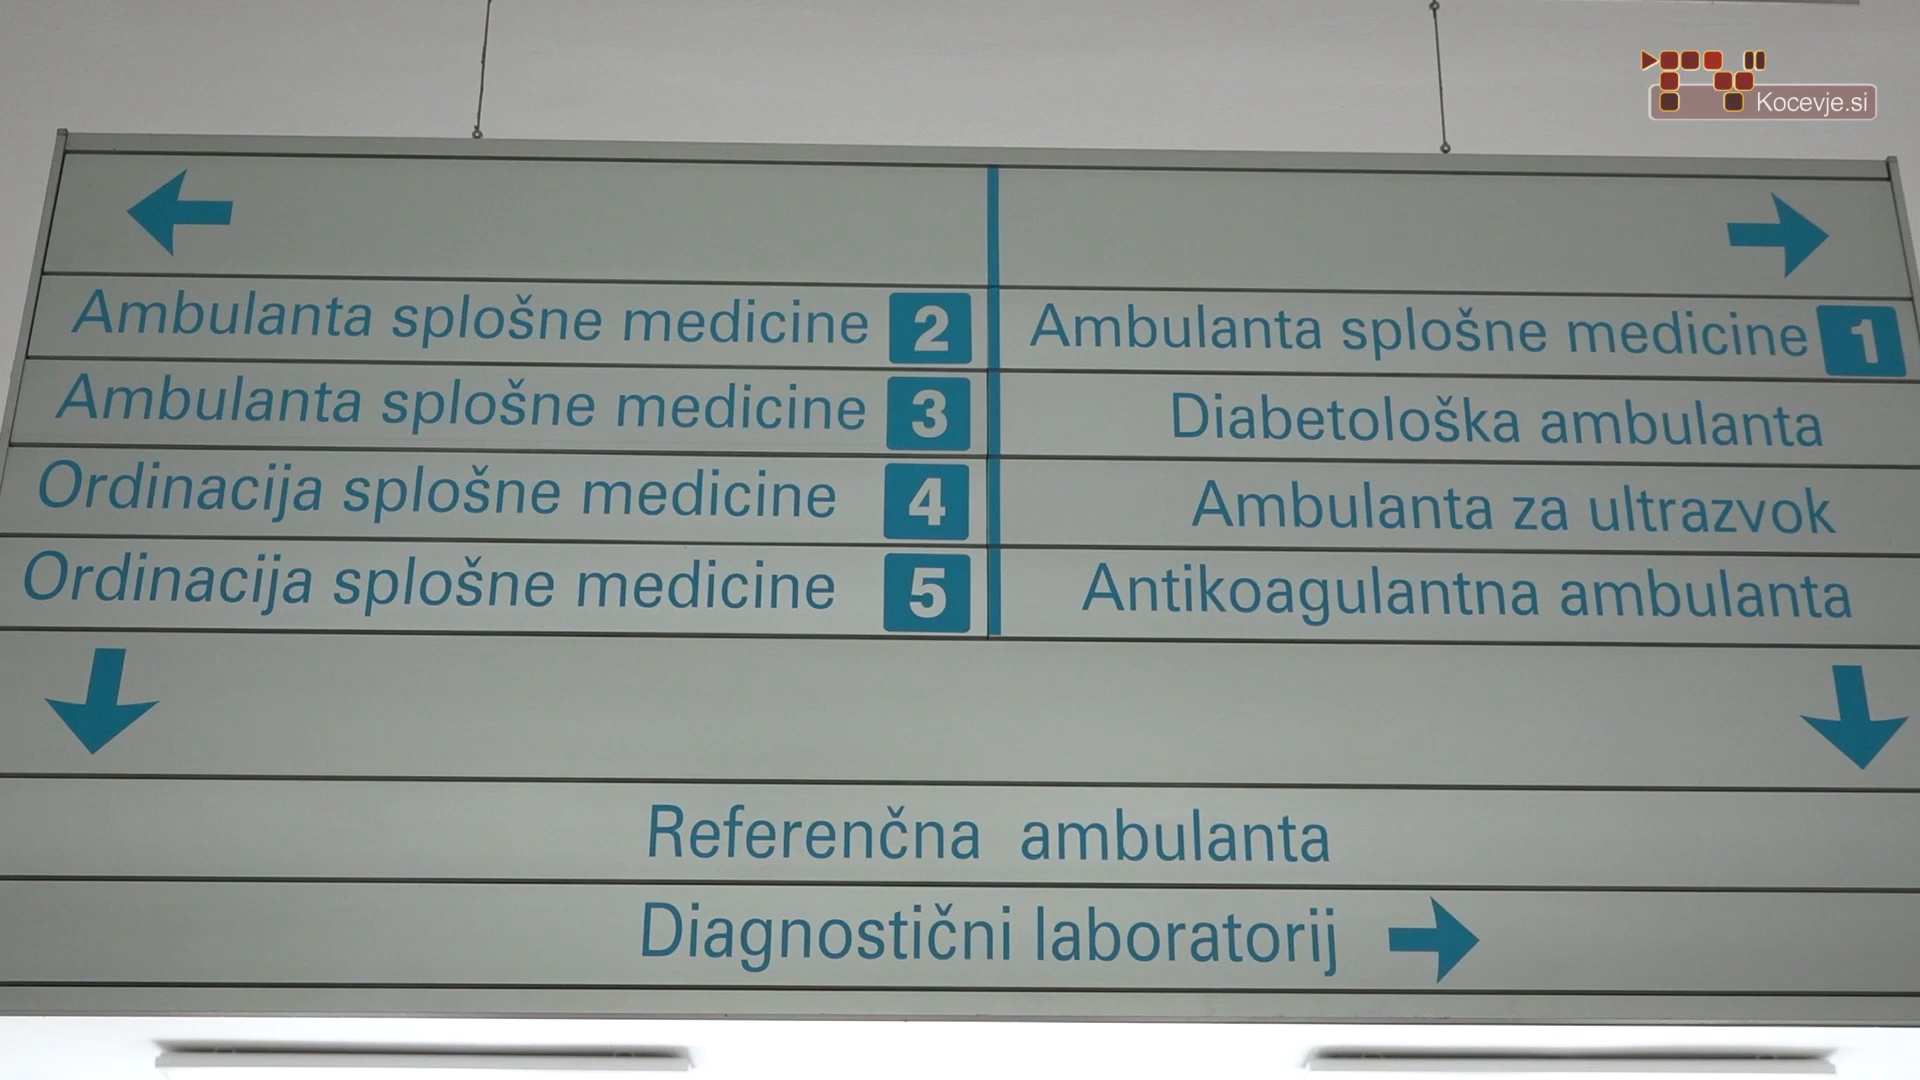 Kocevje.si
Ambulanta splošne medicine 2
Ambulanta splošne medicine 3
Ordinacija splošne medicine 4
Ordinacija splošne medicine 5
Ambulanta splošne medicine 1
Diabetološka ambulanta
Ambulanta za ultrazvok
Antikoagulantna ambulanta
Referenčna ambulanta
Diagnostični laboratorij